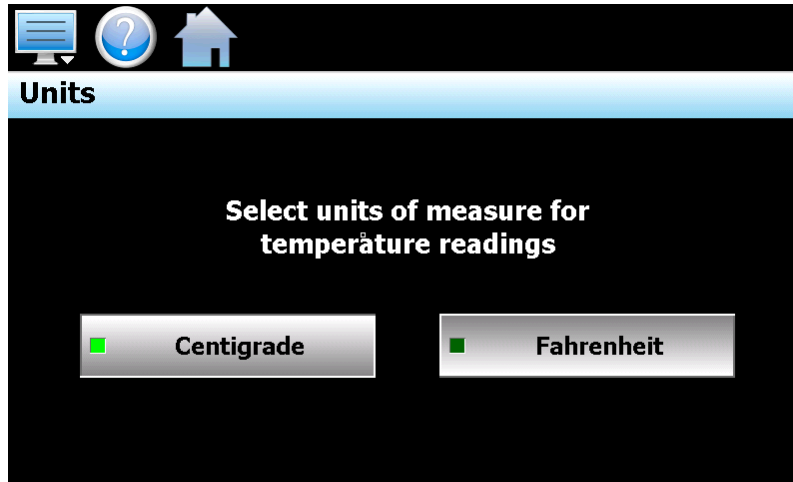 ?
Units
Select units of measure for
temperature readings
Centigrade
Fahrenheit